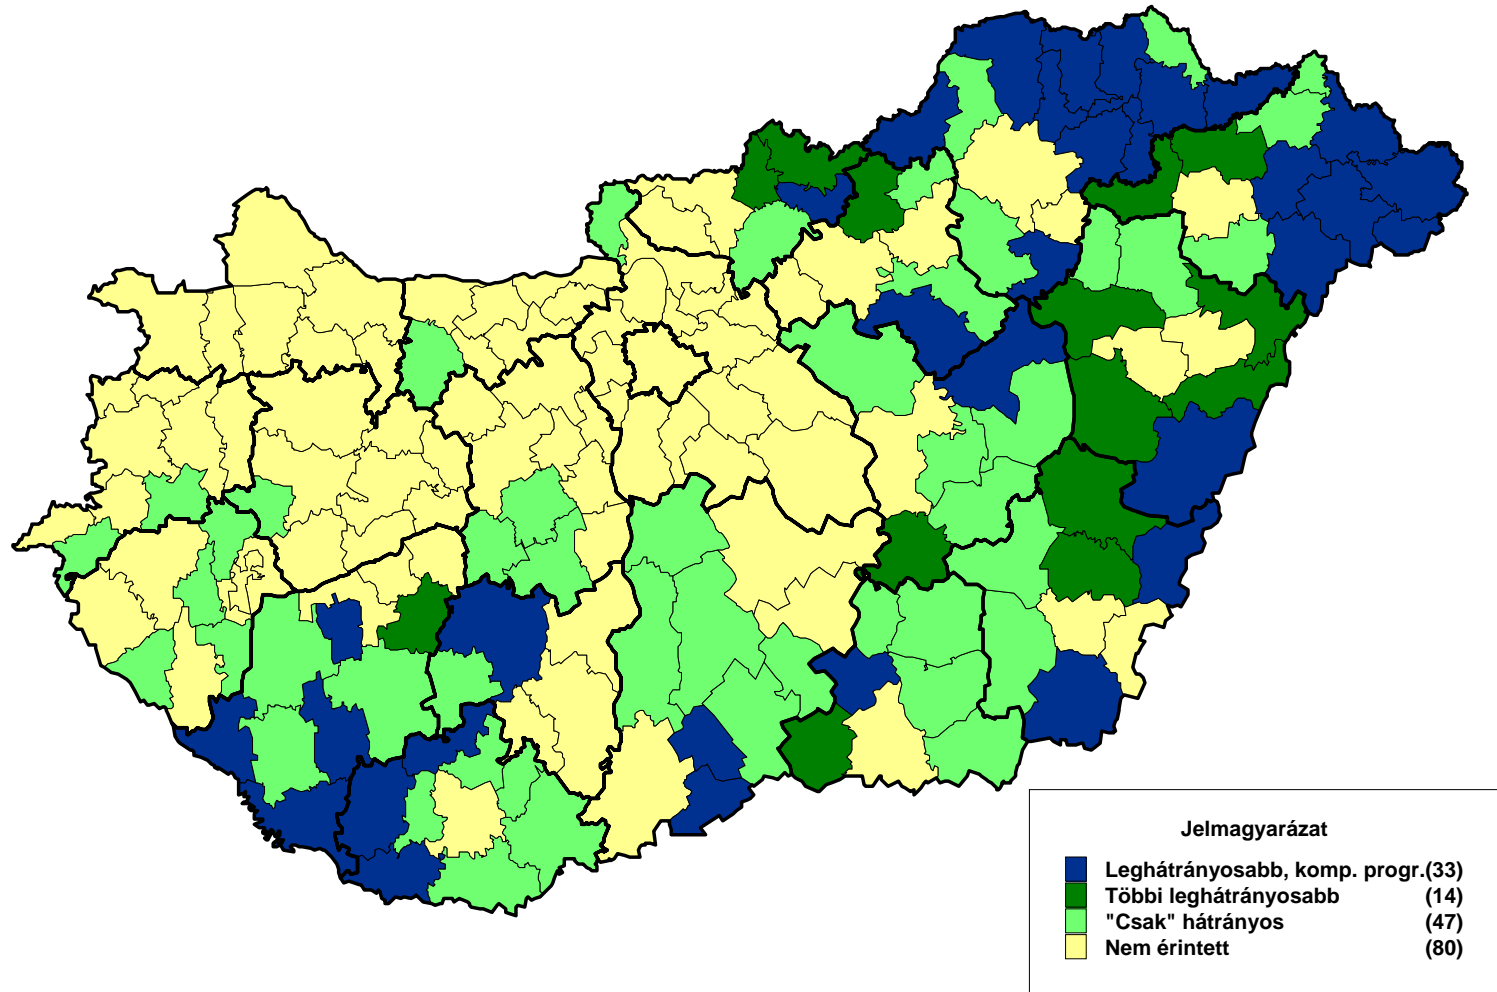 Jelmagyarázat
Leghátrányosabb, komp. progr.(33)
Többi leghátrányosabb (14)
"Csak" hátrányos (47)
Nem érintett (80)